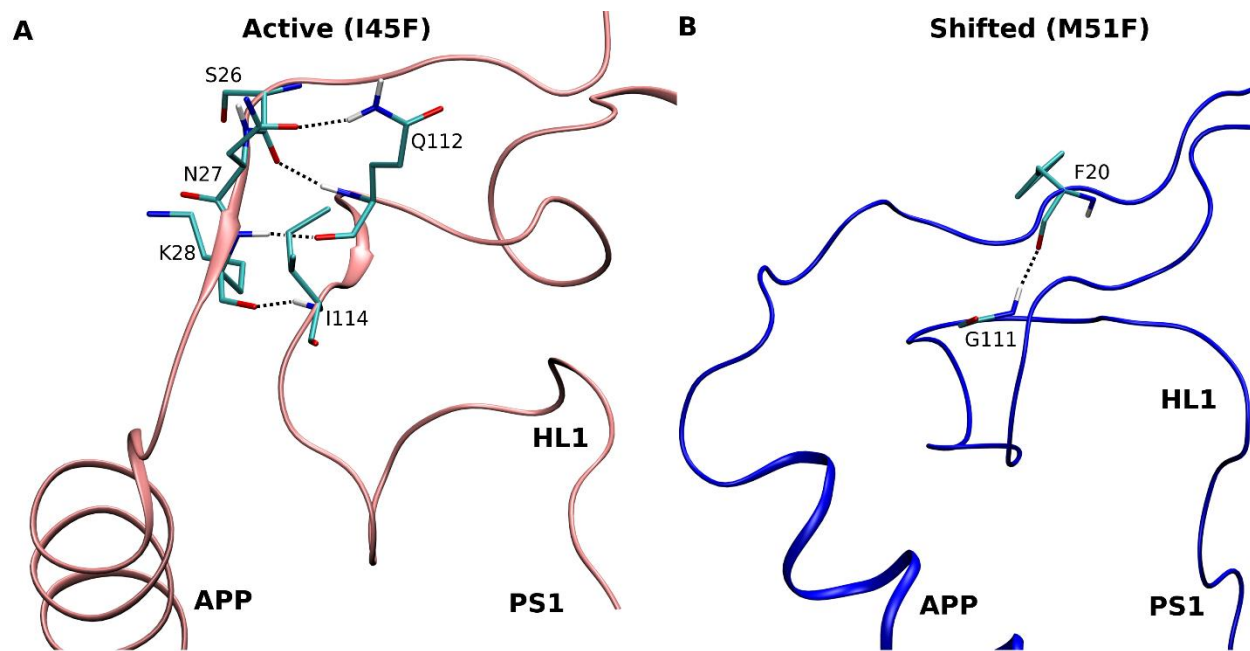 A
Active (I45F)
S26
Q112
N27
K28
I114
HL1
APP
PS1
B
Shifted (M51F)
F20
G111
HL1
APP
PS1